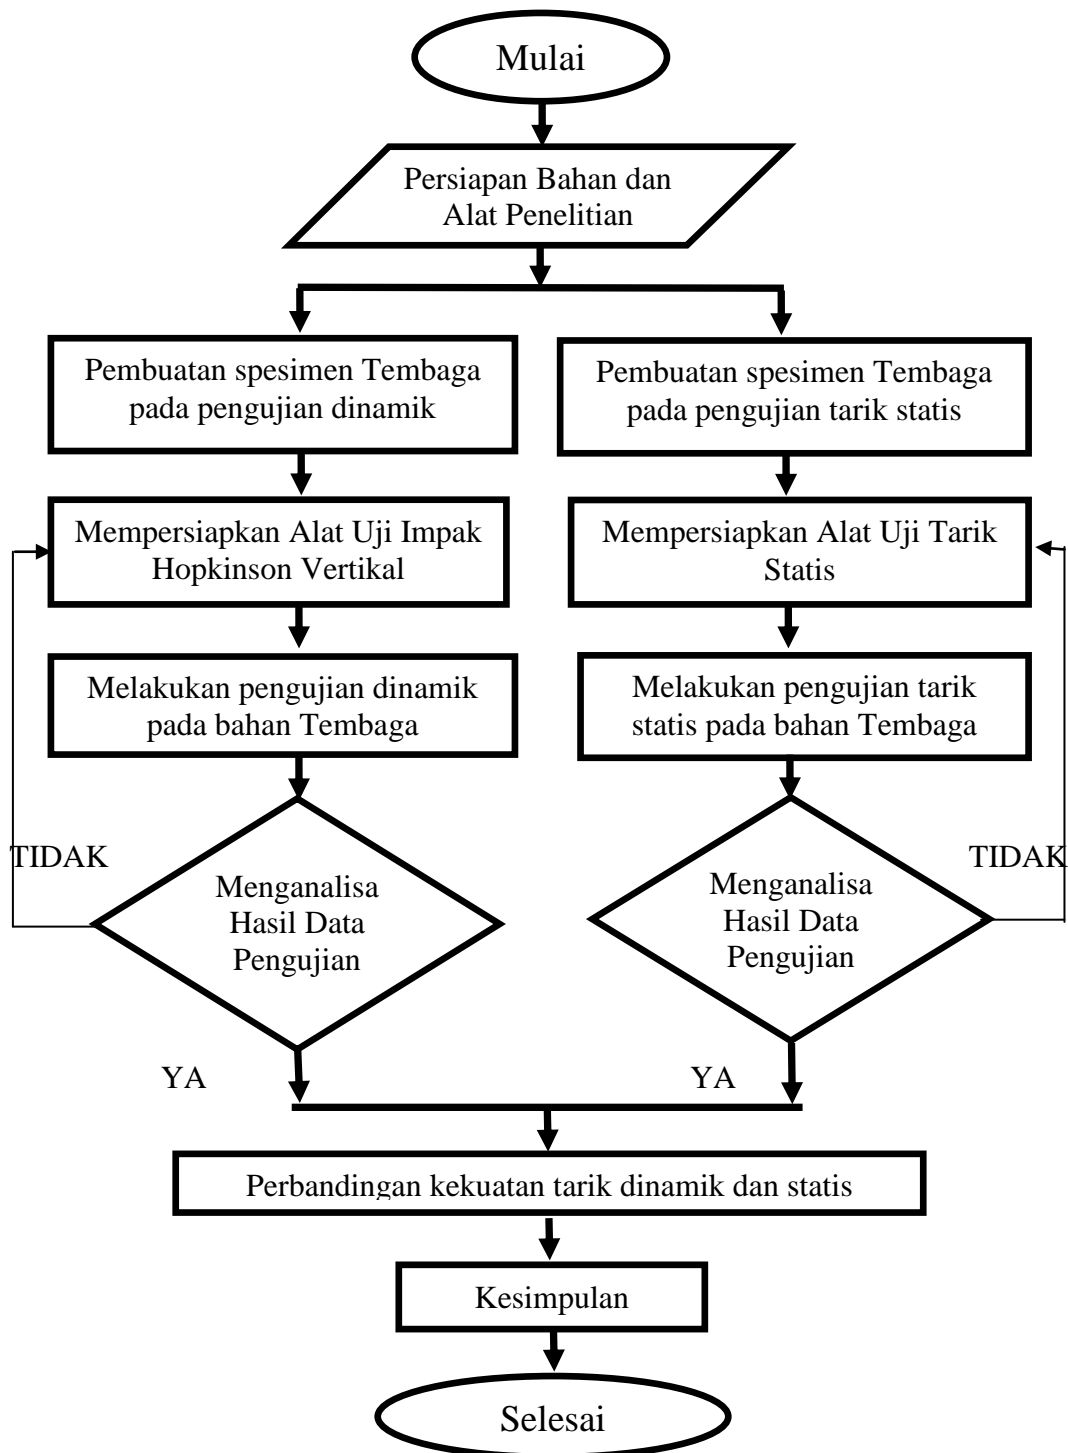 Mulai
Persiapan Bahan dan
Alat Penelitian
Pembuatan spesimen Tembaga
pada pengujian dinamik
Pembuatan spesimen Tembaga
pada pengujian tarik statis
Mempersiapkan Alat Uji Impak
Hopkinson Vertikal
Mempersiapkan Alat Uji Tarik
Statis
Melakukan pengujian dinamik
pada bahan Tembaga
Melakukan pengujian tarik
statis pada bahan Tembaga
TIDAK
TIDAK
Menganalisa
Hasil Data
Pengujian
Menganalisa
Hasil Data
Pengujian
YA
YA
Perbandingan kekuatan tarik dinamik dan statis
Kesimpulan
Selesai